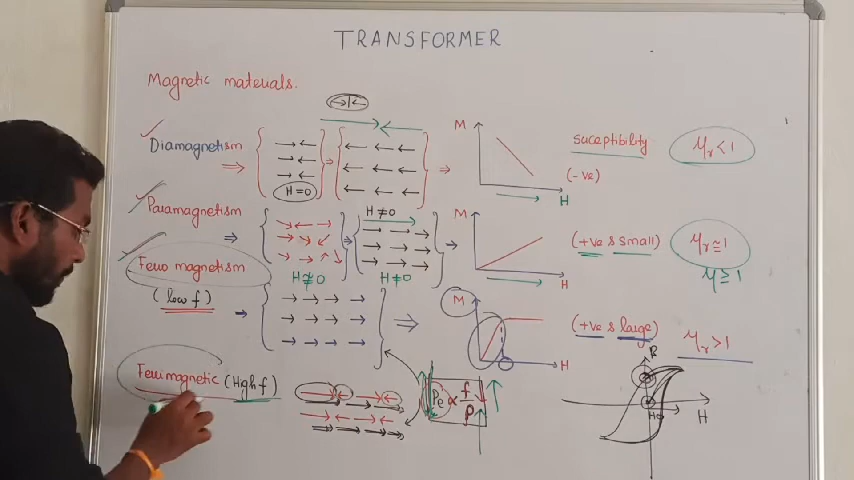 TRANSFORMER
Magnetic materials.
Diamagnetism
H=0
M
H
suceptibility
(-ve)
μr<1
Paramagnetism
H≠0
H≠0
H≠0
M
H
(+ve & small)
μr≅1
μ≥1
Ferro magnetism
(low f)
M
H
(+ve & large)
μr>1
Ferrimagnetic (High f)
Pe ∝ f/ρ
B
H